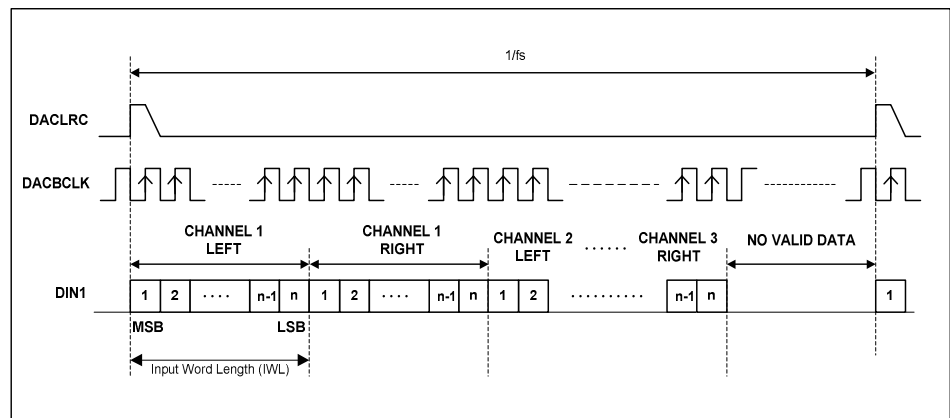 1/fs
DACLRC
DACBCLK
CHANNEL 1
LEFT
CHANNEL 1
RIGHT
CHANNEL 2
LEFT
......
CHANNEL 3
RIGHT
NO VALID DATA
DIN1
1 2 .... n-1 n 1 2 .... n-1 n 1 2 .......... n-1 n 1
MSB
LSB
Input Word Length (IWL)